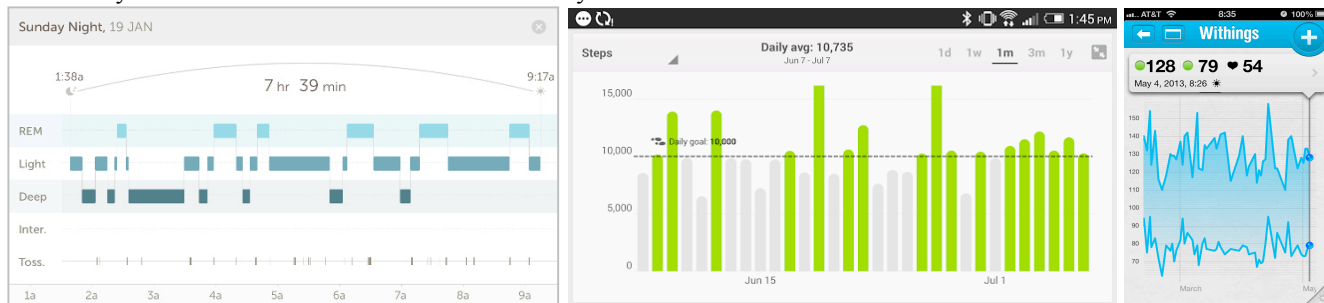 Sunday Night, 19 JAN
1:38a
7 hr 39 min
9:17a
REM
Light
Deep
Inter.
Toss.
1a 2a 3a 4a 5a 6a 7a 8a 9a
1:45 PM
Steps
Daily avg: 10,735
Jun 7 - Jul 7
1d 1w 1m 3m 1y
15,000
Daily goal: 10,000
10,000
5,000
0
Jun 15 Jul 1
AT&T 8:35 100%
Withings
128 79 54
May 4, 2013, 8:26
150
140
130
120
110
100
90
80
70
March May